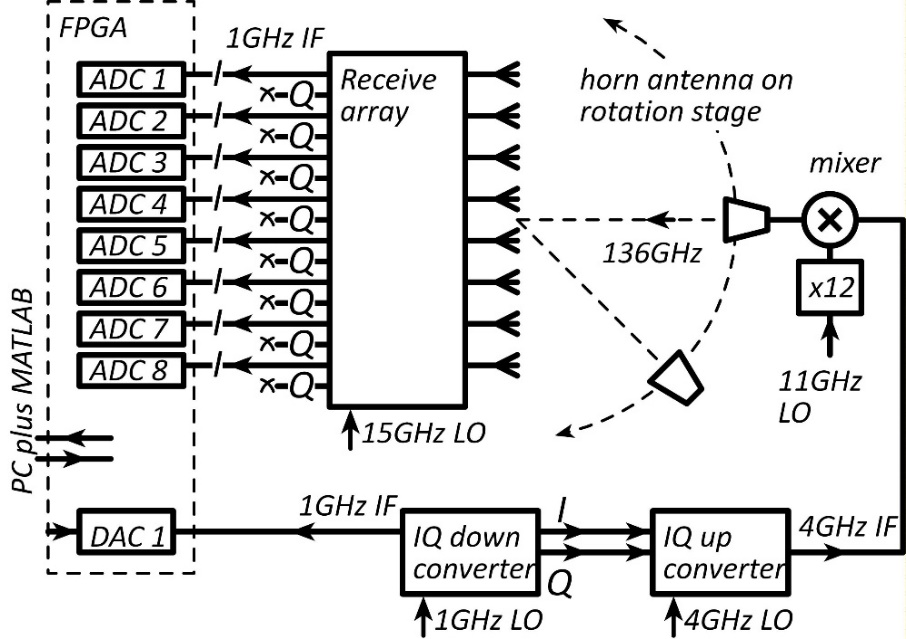 FPGA
1GHz IF
ADC 1
ADC 2
ADC 3
ADC 4
ADC 5
ADC 6
ADC 7
ADC 8
Q
Q
Q
Q
Q
Q
Q
Q
Receive
array
15GHz LO
horn antenna on
rotation stage
136GHz
mixer
x12
11GHz
LO
PC plus MATLAB
DAC 1
1GHz IF
IQ down
converter
1GHz LO
I
Q
IQ up
converter
4GHz LO
4GHz IF